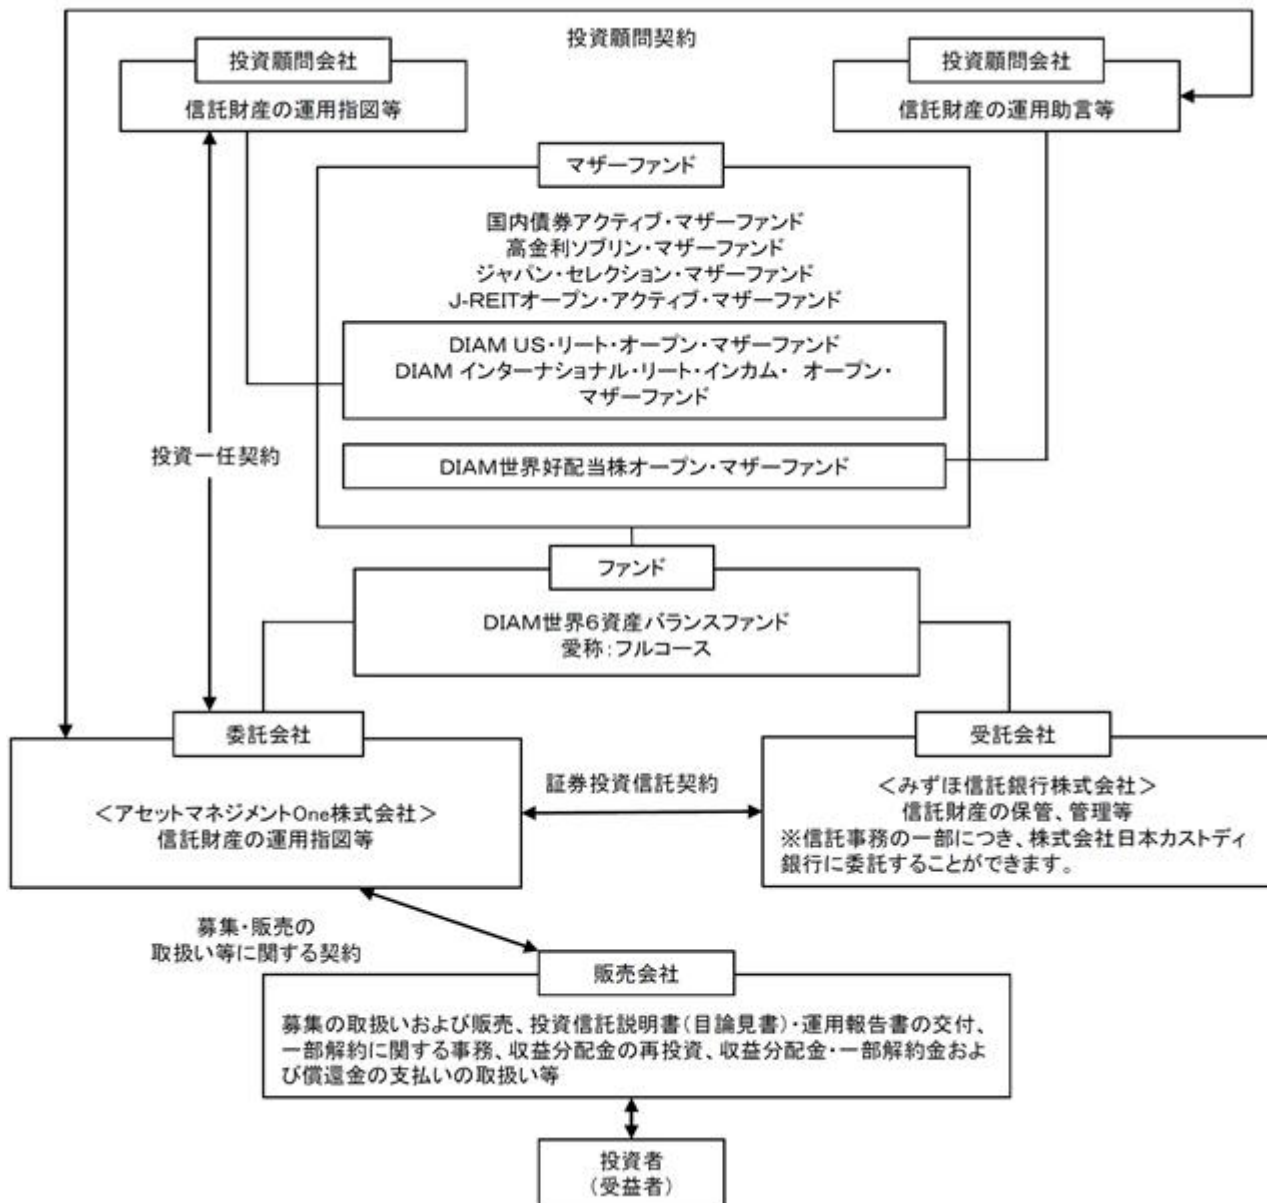 投資顧問契約
投資顧問会社
信託財産の運用指図等
投資顧問会社
信託財産の運用助言等
マザーファンド
国内債券アクティブ・マザーファンド
高金利ソブリン・マザーファンド
ジャパン・セレクション・マザーファンド
J-REITオープン・アクティブ・マザーファンド
DIAM US・リート・オープン・マザーファンド
DIAM インターナショナル・リート・インカム・ オープン・
マザーファンド
DIAM世界好配当株オープン・マザーファンド
投資一任契約
ファンド
DIAM世界6資産バランスファンド
愛称:フルコース
委託会社
<アセットマネジメントOne株式会社>
信託財産の運用指図等
証券投資信託契約
受託会社
<みずほ信託銀行株式会社>
信託財産の保管、管理等
※信託事務の一部につき、株式会社日本カストディ
銀行に委託することができます。
募集・販売の
取扱い等に関する契約
販売会社
募集の取扱いおよび販売、投資信託説明書(目論見書)・運用報告書の交付、
一部解約に関する事務、収益分配金の再投資、収益分配金・一部解約金およ
び償還金の支払いの取扱い等
投資者
(受益者)